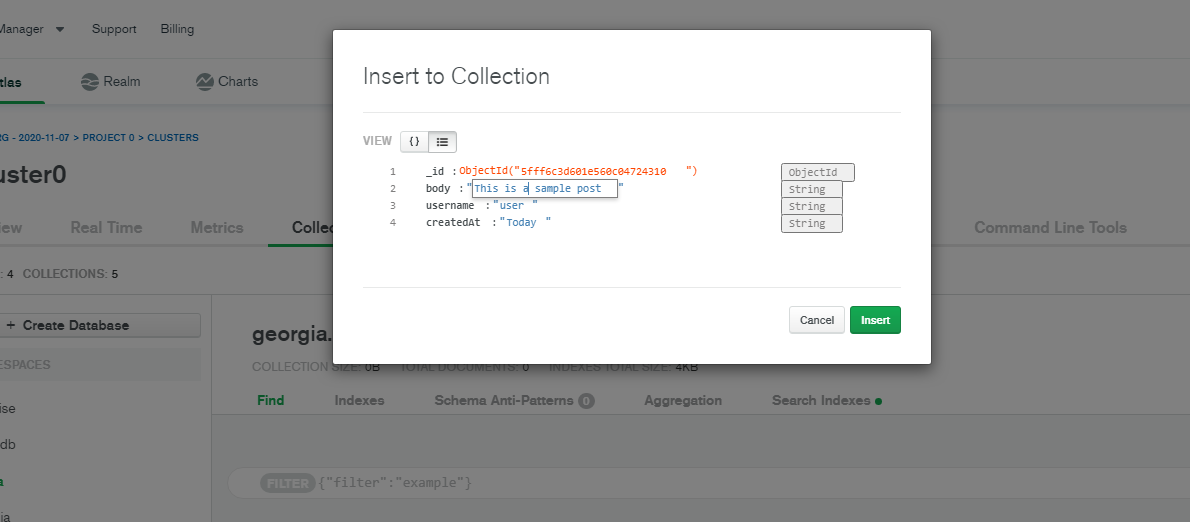 Manager Support Billing
tlas Realm Charts
RG - 2020-11-07 > PROJECT 0 > CLUSTERS
uster0
iew Real Time Metrics Collec Command Line Tools
: 4 COLLECTIONS: 5
+ Create Database
ESPACES
ise
db
a
ia
Insert to Collection
VIEW {}
1 _id :ObjectId("5fff6c3d601e560c04724310 ") ObjectId
2 body :"This is a sample post " String
3 username :"user " String
4 createdAt :"Today " String
Cancel Insert
georgia.
COLLECTION SIZE: 0B TOTAL DOCUMENTS: 0 INDEXES TOTAL SIZE: 4KB
Find Indexes Schema Anti-Patterns 0 Aggregation Search Indexes
FILTER {"filter":"example"}